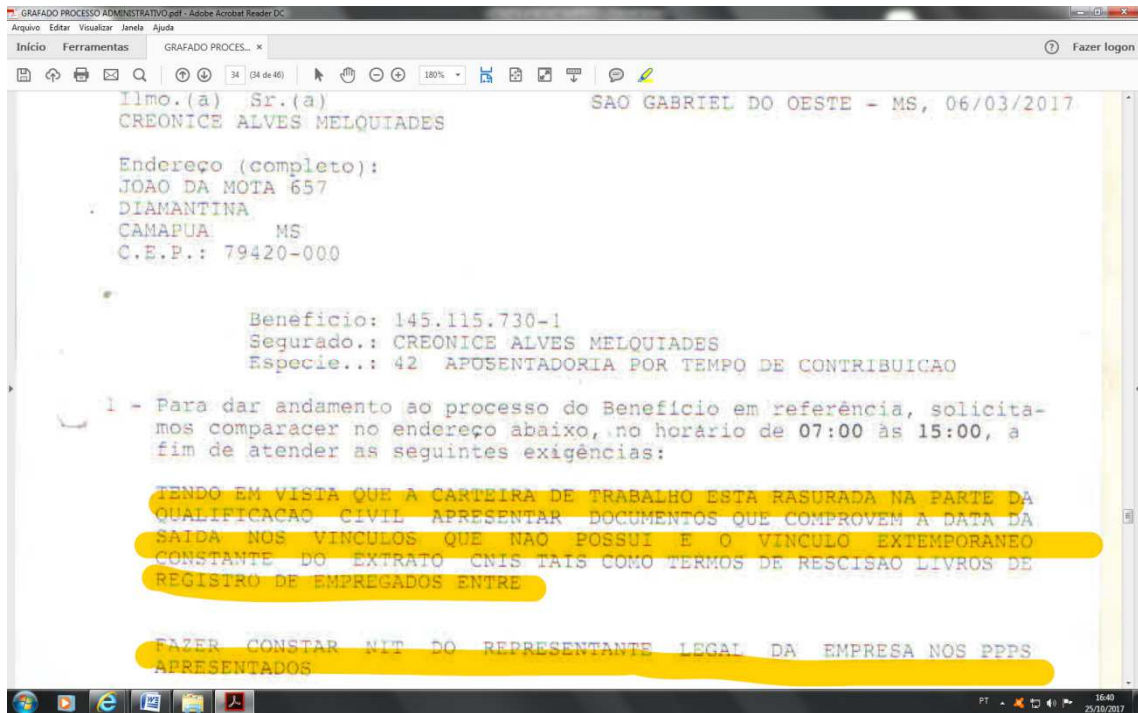 GRAFADO PROCESSO ADMINISTRATIVO.pdf - Adobe Acrobat Reader DC
Arquivo Editar Visualizar Janela Ajuda
Início Ferramentas GRAFADO PROCES... × Fazer logon
34 (34 de 46) 180%
Ilmo.(a) Sr.(a) SAO GABRIEL DO OESTE - MS, 06/03/2017
CREONICE ALVES MELQUIADES
Endereço (completo):
JOAO DA MOTA 657
DIAMANTINA
CAMAPUA MS
C.E.P.: 79420-000
Beneficio: 145.115.730-1
Segurado.: CREONICE ALVES MELQUIADES
Especie..: 42 APOSENTADORIA POR TEMPO DE CONTRIBUICAO
1 - Para dar andamento ao processo do Benefício em referência, solicita-
mos comparacer no endereço abaixo, no horário de 07:00 às 15:00, a
fim de atender as seguintes exigências:
TENDO EM VISTA QUE A CARTEIRA DE TRABALHO ESTA RASURADA NA PARTE DA
QUALIFICACAO CIVIL APRESENTAR DOCUMENTOS QUE COMPROVEM A DATA DA
SAIDA NOS VINCULOS QUE NAO POSSUI E O VINCULO EXTEMPORANEO
CONSTANTE DO EXTRATO CNIS TAIS COMO TERMOS DE RESCISAO LIVROS DE
REGISTRO DE EMPREGADOS ENTRE
FAZER CONSTAR NIT DO REPRESENTANTE LEGAL DA EMPRESA NOS PPPS
APRESENTADOS
PT 16:40
25/10/2017